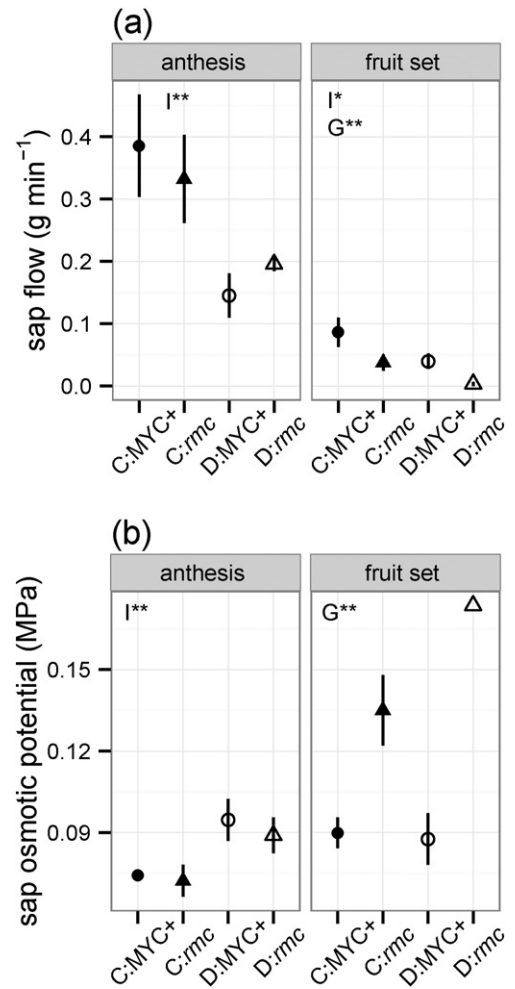 (a)
anthesis fruit set
I** I*
G**
sap flow (g min⁻¹)
0.4
0.3
0.2
0.1
0.0
C:MYC+ C:rmc D:MYC+ D:rmc C:MYC+ C:rmc D:MYC+ D:rmc
(b)
anthesis fruit set
I** G**
sap osmotic potential (MPa)
0.15
0.12
0.09
C:MYC+ C:rmc D:MYC+ D:rmc C:MYC+ C:rmc D:MYC+ D:rmc